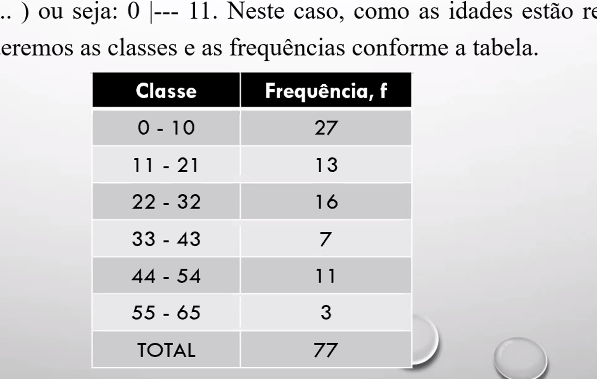 .. ) ou seja: 0 |--- 11. Neste caso, como as idades estão re
eremos as classes e as frequências conforme a tabela.
Classe Frequência, f
0 - 10 27
11 - 21 13
22 - 32 16
33 - 43 7
44 - 54 11
55 - 65 3
TOTAL 77